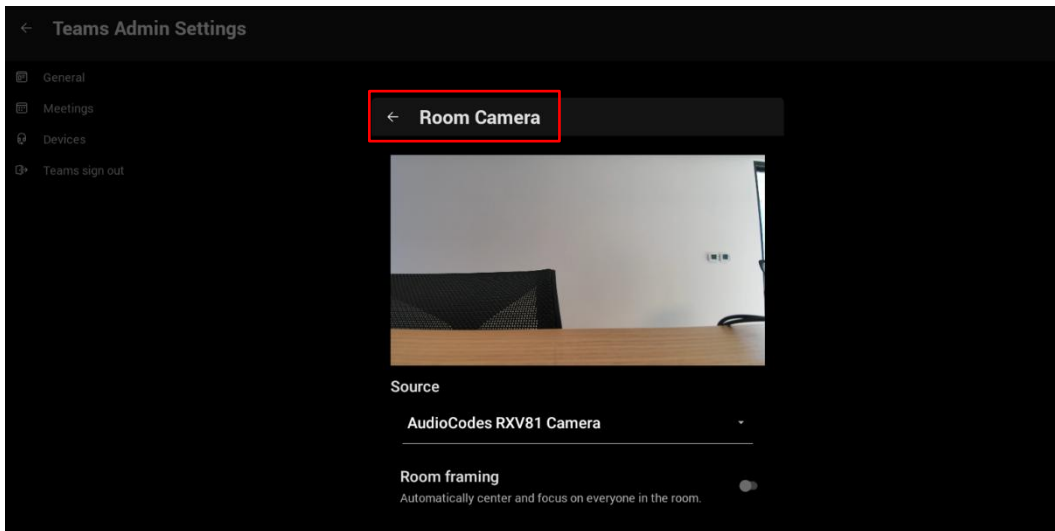 Teams Admin Settings
General
Meetings
Devices
Teams sign out
Room Camera
Source
AudioCodes RXV81 Camera
Room framing
Automatically center and focus on everyone in the room.